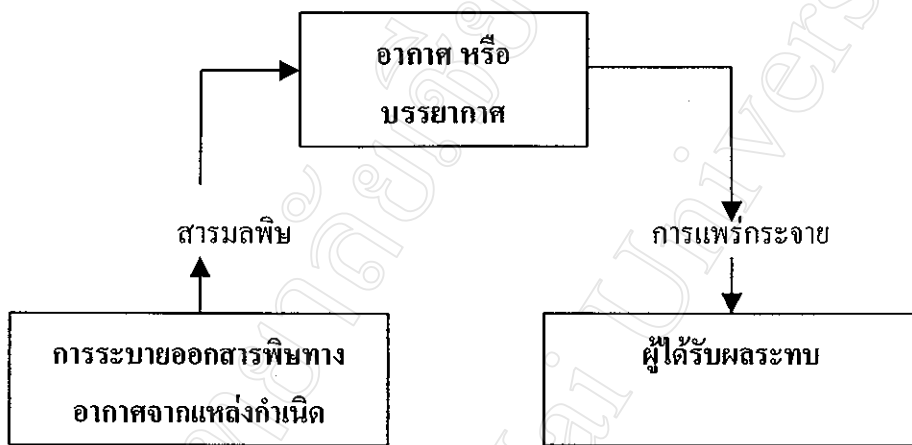 อากาศ หรือ
บรรยากาศ
สารมลพิษ
การแพร่กระจาย
การระบายออกสารพิษทาง
อากาศจากแหล่งกำเนิด
ผู้ได้รับผลระทบ